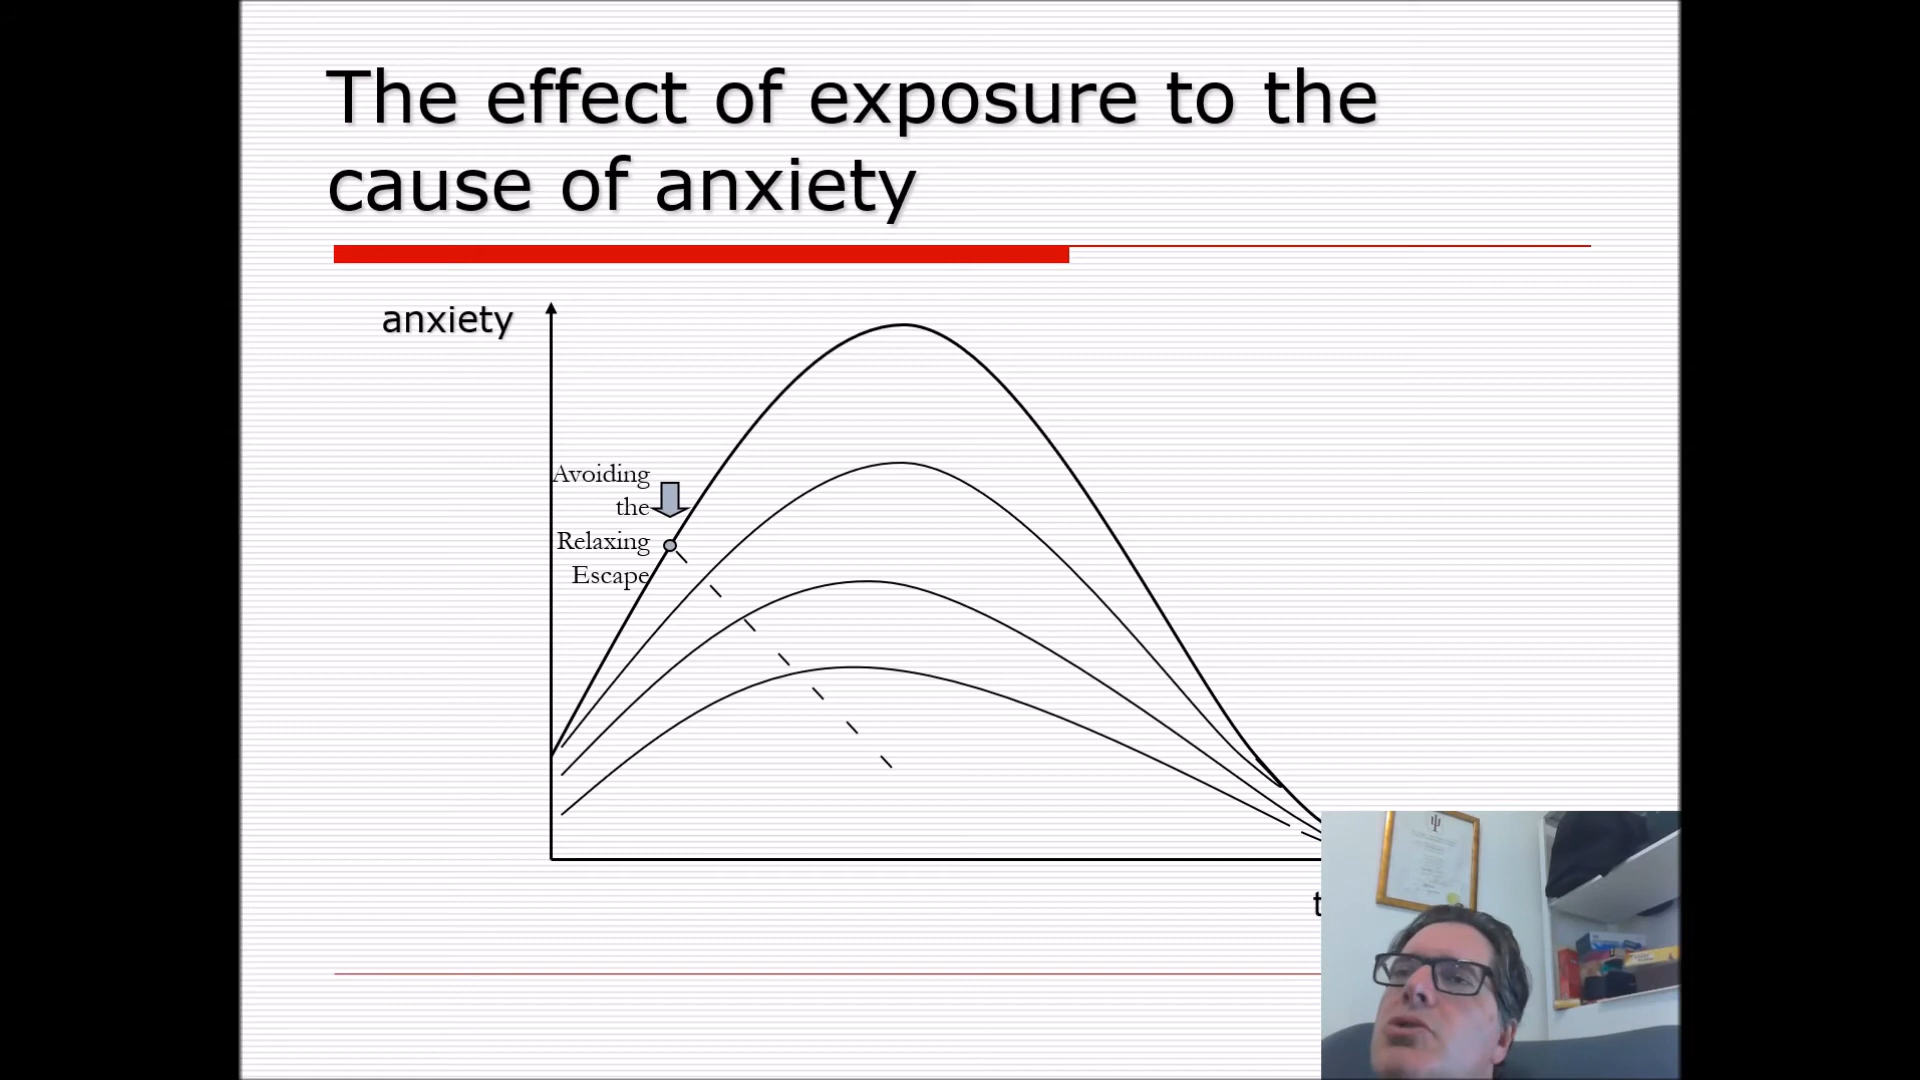 The effect of exposure to the
cause of anxiety
anxiety
Avoiding
the
Relaxing
Escape